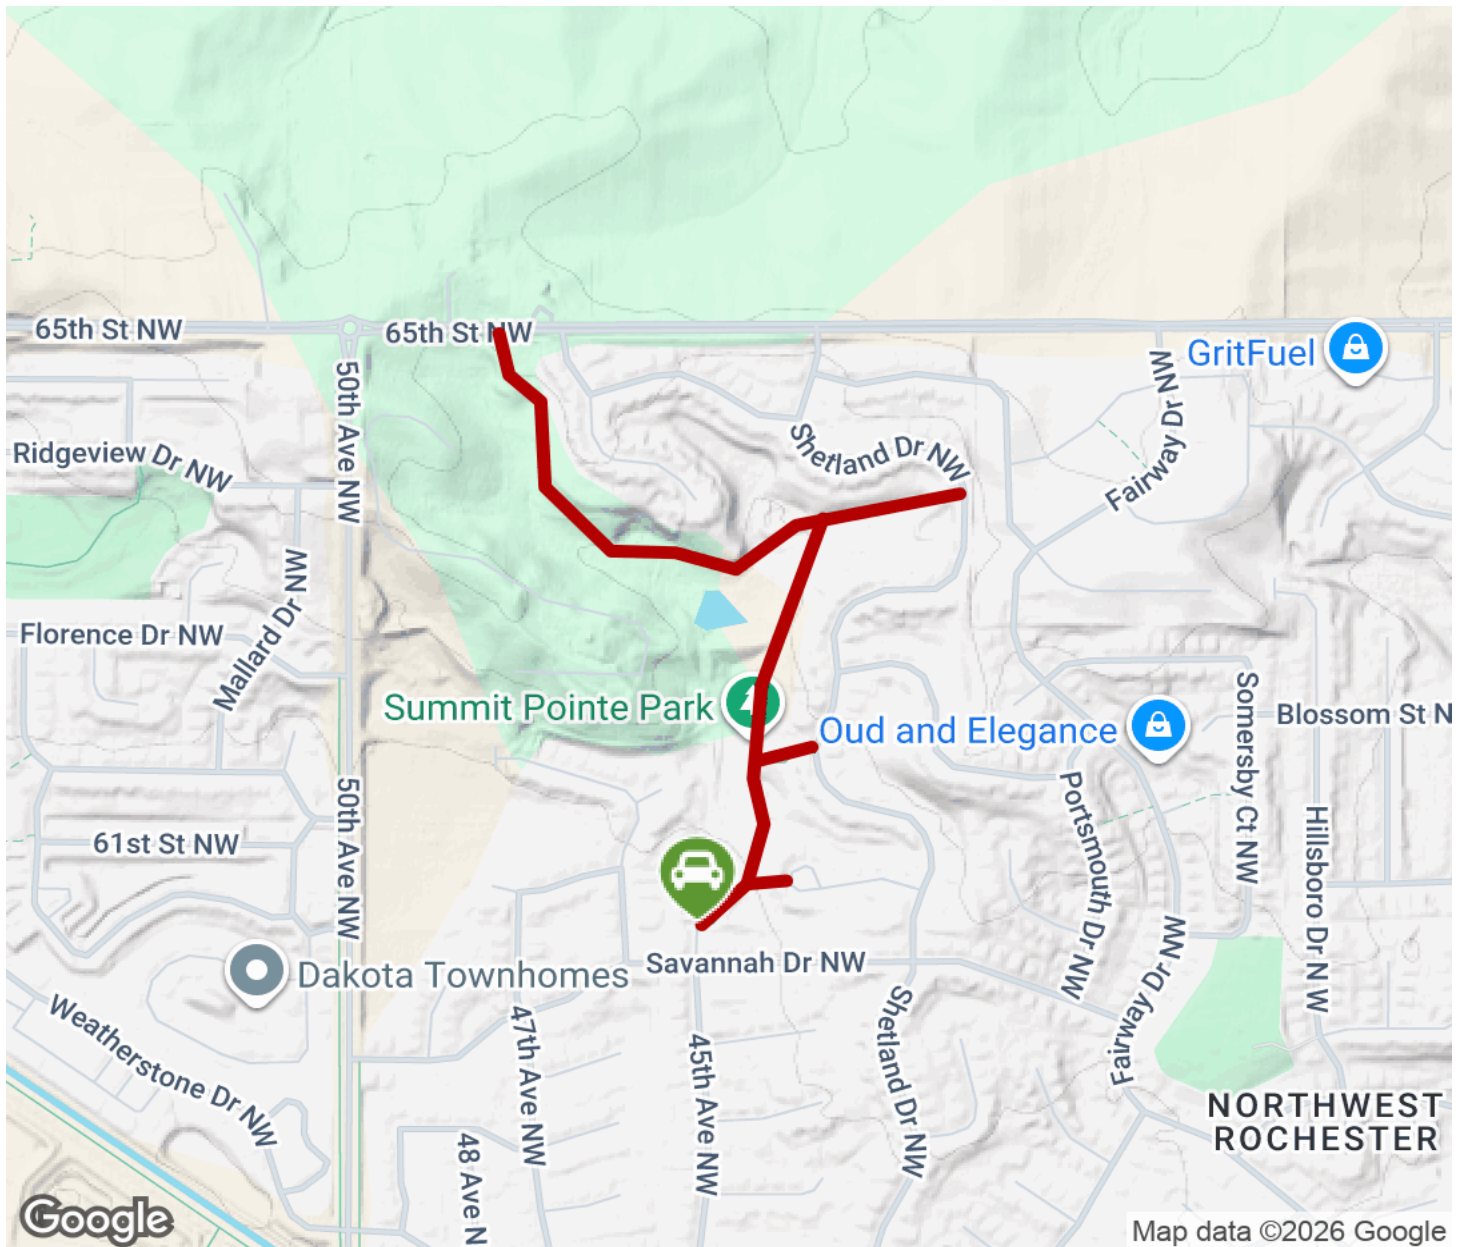 65th St NW
65th St NW
GritFuel
50th Ave NW
Fairway Dr NW
Shetland Dr NW
Ridgeview Dr NW
Mallard Dr NW
Florence Dr NW
Summit Pointe Park
Oud and Elegance
Somersby Ct NW
Blossom St N
50th Ave NW
61st St NW
Portsmouth Dr NW
Hillsboro Dr NW
Savannah Dr NW
Dakota Townhomes
Fairway Dr NW
Shetland Dr NW
Weatherstone Dr NW
47th Ave NW
45th Ave NW
48 Ave N
NORTHWEST
ROCHESTER
Google
Map data ©2026 Google